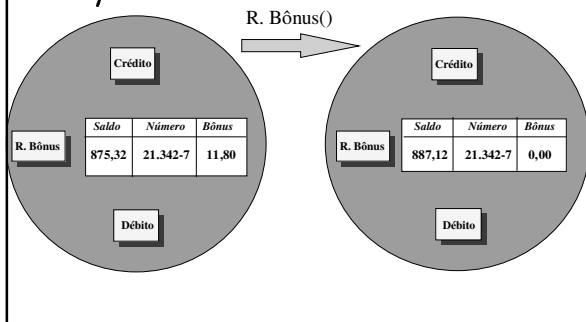 R. Bônus()
Crédito
Saldo Número Bônus
R. Bônus
875,32 21.342-7 11,80
Débito
Crédito
Saldo Número Bônus
R. Bônus
887,12 21.342-7 0,00
Débito